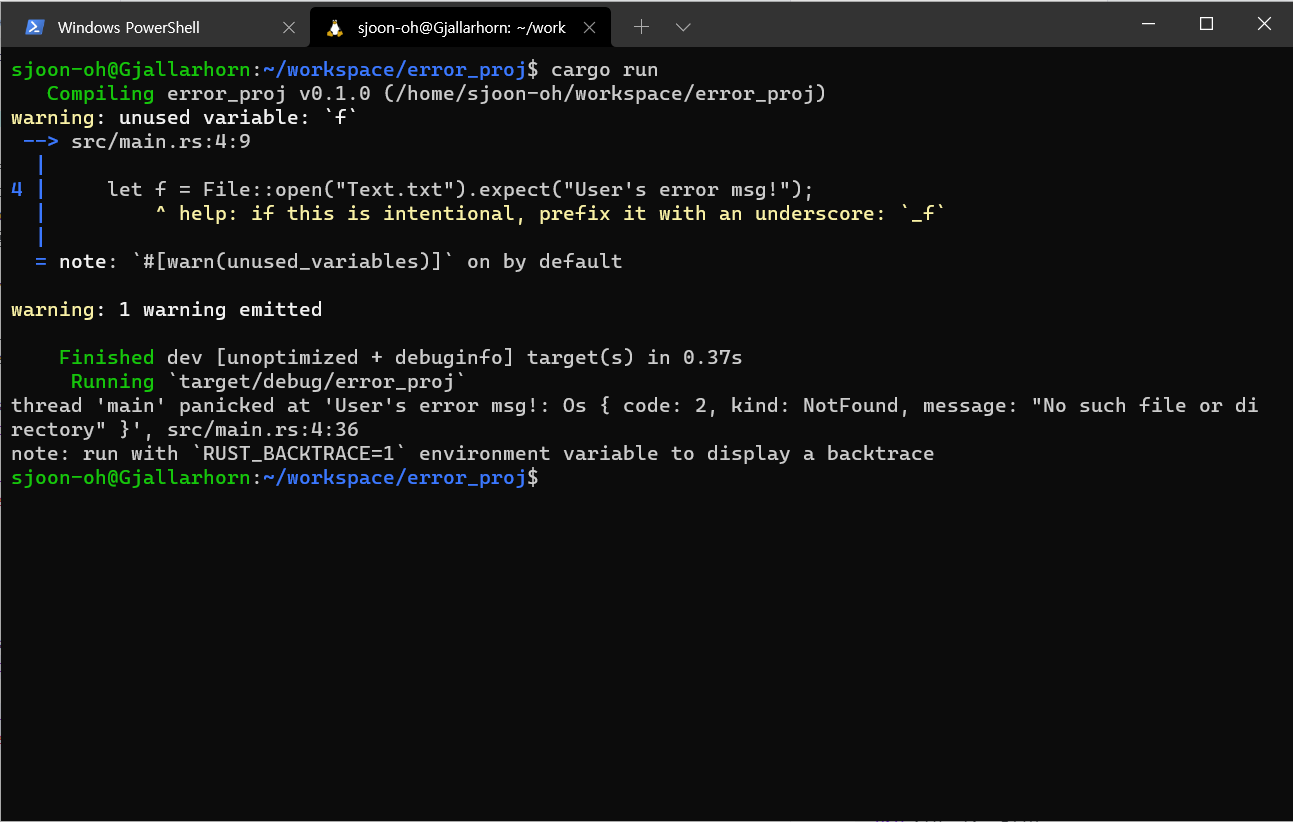 Windows PowerShell
sjoon-oh@Gjallarhorn: ~/work
sjoon-oh@Gjallarhorn:~/workspace/error_proj$ cargo run
   Compiling error_proj v0.1.0 (/home/sjoon-oh/workspace/error_proj)
warning: unused variable: `f`
 --> src/main.rs:4:9
  |
4 |     let f = File::open("Text.txt").expect("User's error msg!");
  |         ^ help: if this is intentional, prefix it with an underscore: `_f`
  |
  = note: `#[warn(unused_variables)]` on by default
warning: 1 warning emitted
    Finished dev [unoptimized + debuginfo] target(s) in 0.37s
     Running `target/debug/error_proj`
thread 'main' panicked at 'User's error msg!: Os { code: 2, kind: NotFound, message: "No such file or di
rectory" }', src/main.rs:4:36
note: run with `RUST_BACKTRACE=1` environment variable to display a backtrace
sjoon-oh@Gjallarhorn:~/workspace/error_proj$